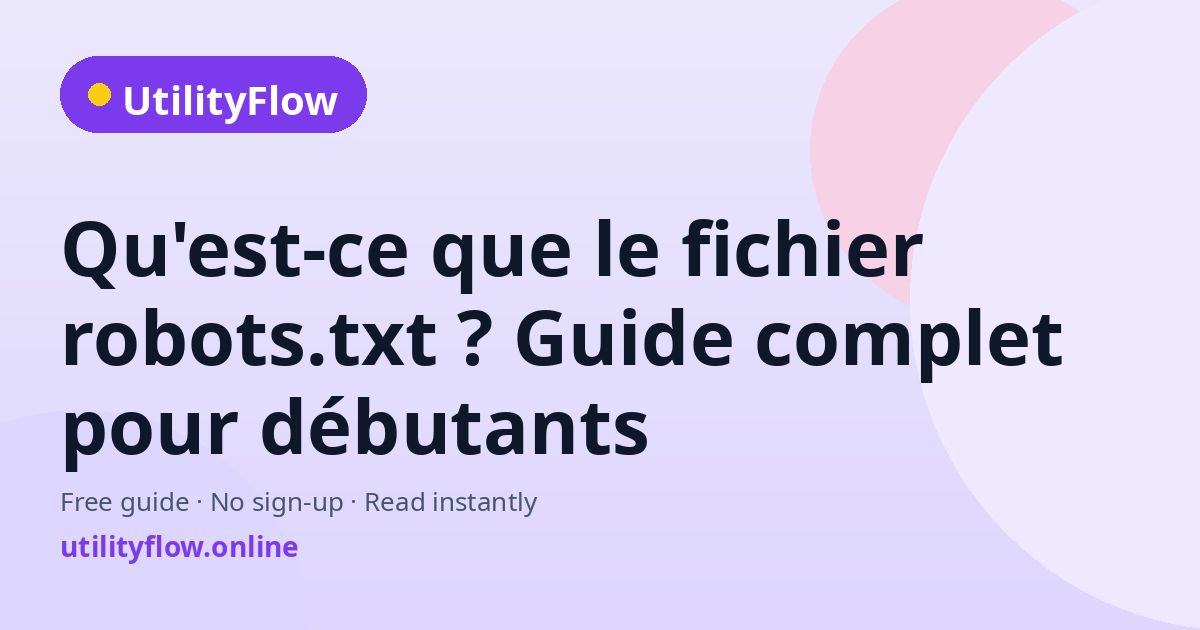 UtilityFlow
Qu'est-ce que le fichier
robots.txt ? Guide complet
pour débutants
Free guide · No sign-up · Read instantly
utilityflow.online